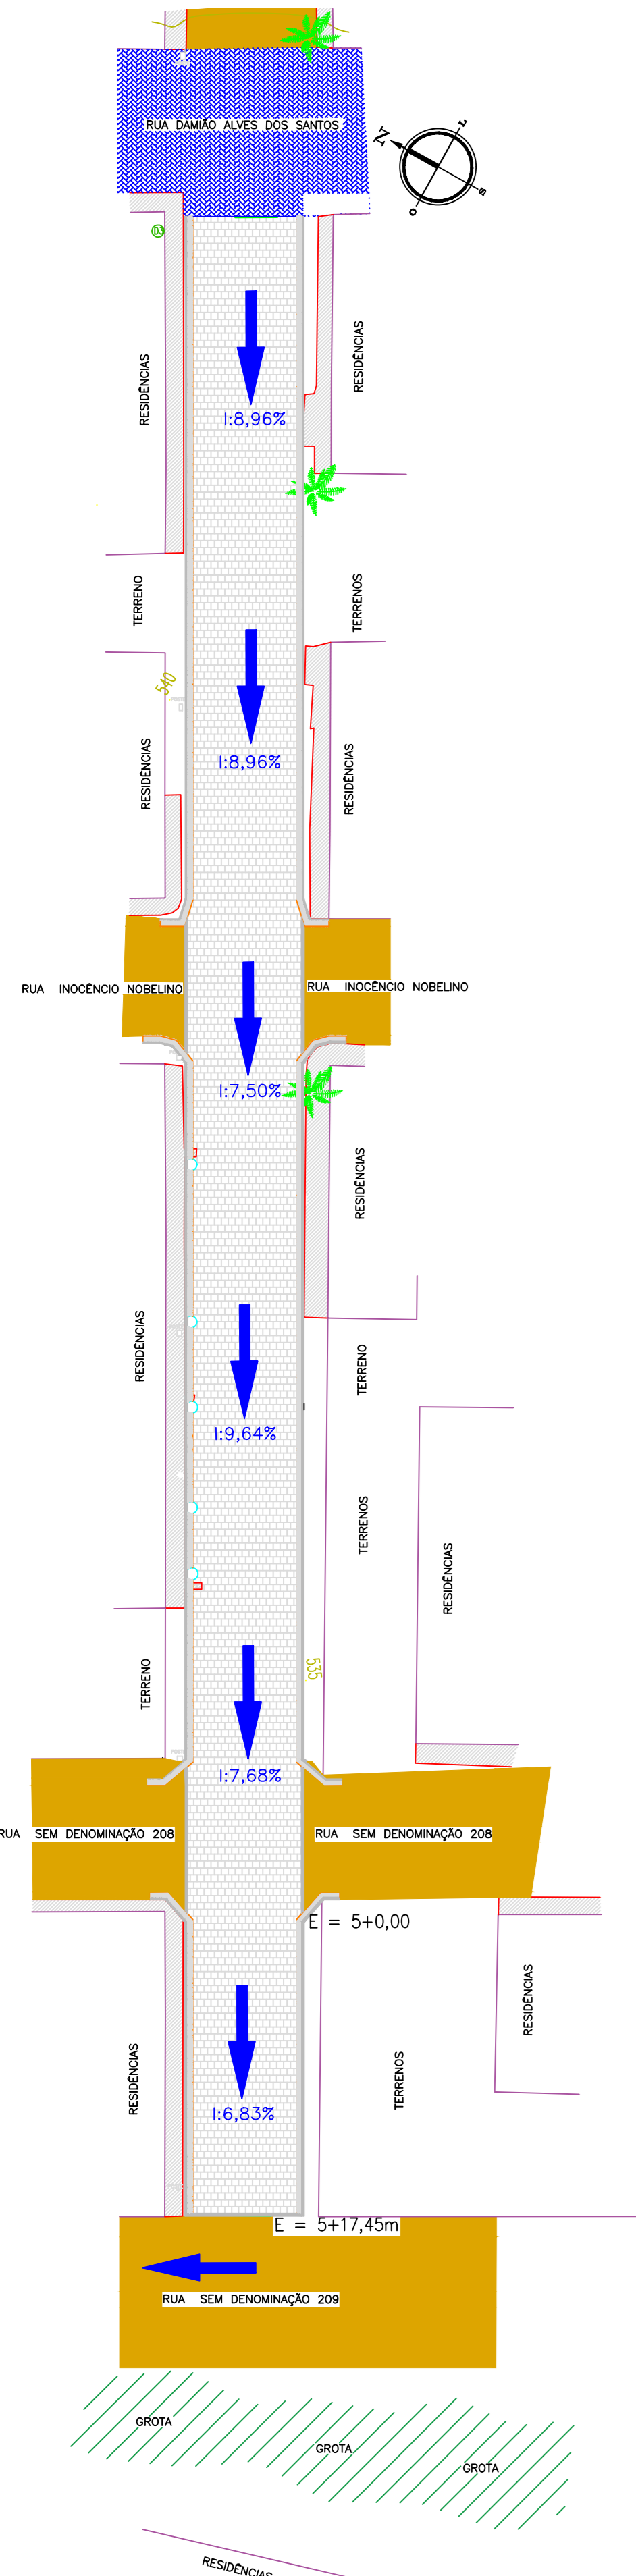 RUA DAMIÃO ALVES DOS SANTOS
N
L
S
O
D3
RESIDÊNCIAS
RESIDÊNCIAS
I:8,96%
TERRENO
TERRENOS
540
RESIDÊNCIAS
I:8,96%
RESIDÊNCIAS
RUA INOCÊNCIO NOBELINO
RUA INOCÊNCIO NOBELINO
I:7,50%
RESIDÊNCIAS
RESIDÊNCIAS
TERRENO
I:9,64%
TERRENOS
RESIDÊNCIAS
TERRENO
535
I:7,68%
RUA SEM DENOMINAÇÃO 208
RUA SEM DENOMINAÇÃO 208
E = 5+0,00
RESIDÊNCIAS
RESIDÊNCIAS
TERRENOS
I:6,83%
E = 5+17,45m
RUA SEM DENOMINAÇÃO 209
GROTA
GROTA
GROTA
RESIDÊNCIAS